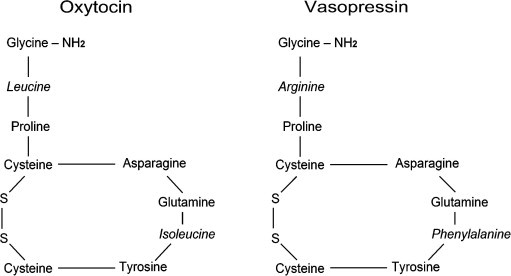 Oxytocin
Glycine – NH2
Leucine
Proline
Cysteine
Asparagine
S
Glutamine
S
Isoleucine
Cysteine
Tyrosine
Vasopressin
Glycine – NH2
Arginine
Proline
Cysteine
Asparagine
S
Glutamine
S
Phenylalanine
Cysteine
Tyrosine